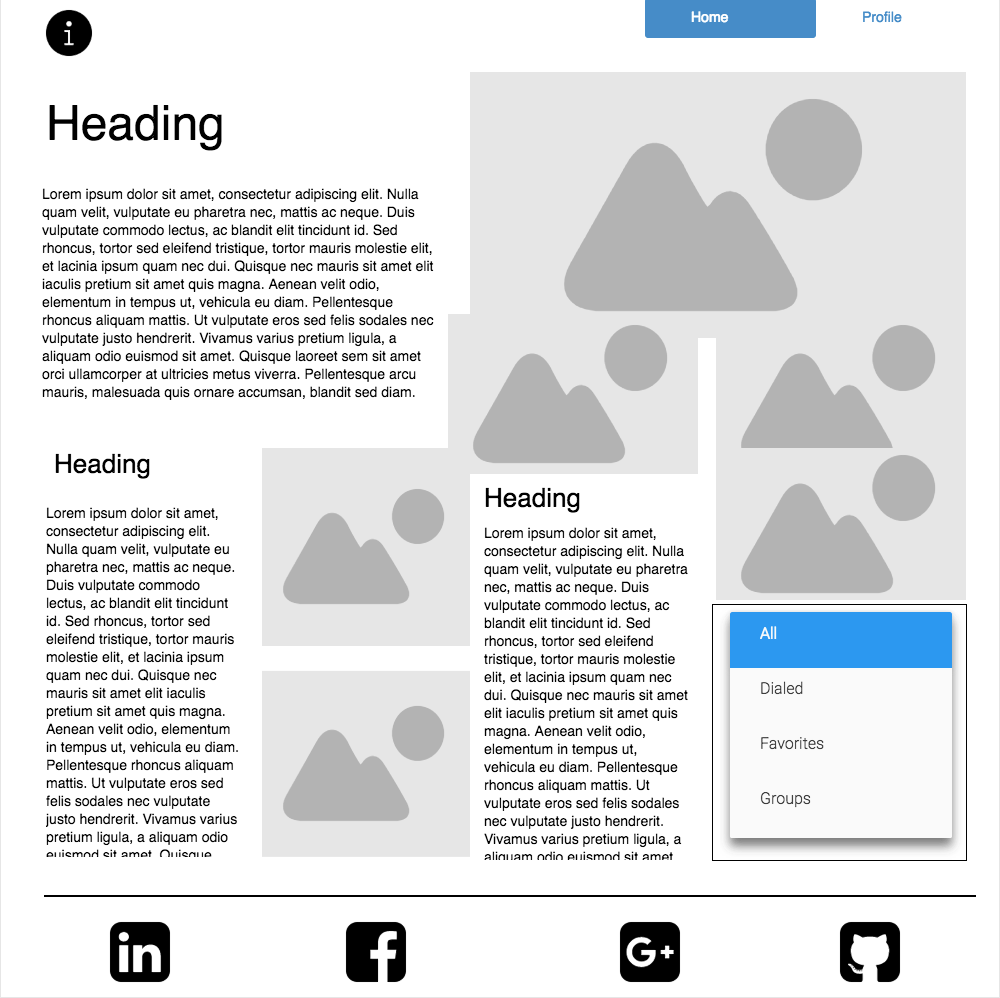 i
Home
Profile
Heading
Lorem ipsum dolor sit amet, consectetur adipiscing elit. Nulla
quam velit, vulputate eu pharetra nec, mattis ac neque. Duis
vulputate commodo lectus, ac blandit elit tincidunt id. Sed
rhoncus, tortor sed eleifend tristique, tortor mauris molestie elit,
et lacinia ipsum quam nec dui. Quisque nec mauris sit amet elit
iaculis pretium sit amet quis magna. Aenean velit odio,
elementum in tempus ut, vehicula eu diam. Pellentesque
rhoncus aliquam mattis. Ut vulputate eros sed felis sodales nec
vulputate justo hendrerit. Vivamus varius pretium ligula, a
aliquam odio euismod sit amet. Quisque laoreet sem sit amet
orci ullamcorper at ultricies metus viverra. Pellentesque arcu
mauris, malesuada quis ornare accumsan, blandit sed diam.
Heading
Lorem ipsum dolor sit amet,
consectetur adipiscing elit.
Nulla quam velit, vulputate eu
pharetra nec, mattis ac neque.
Duis vulputate commodo
lectus, ac blandit elit tincidunt
id. Sed rhoncus, tortor sed
eleifend tristique, tortor mauris
molestie elit, et lacinia ipsum
quam nec dui. Quisque nec
mauris sit amet elit iaculis
pretium sit amet quis magna.
Aenean velit odio, elementum
in tempus ut, vehicula eu diam.
Pellentesque rhoncus aliquam
mattis. Ut vulputate eros sed
felis sodales nec vulputate
justo hendrerit. Vivamus varius
pretium ligula, a aliquam odio
euismod sit amet. Quisque
Heading
Lorem ipsum dolor sit amet,
consectetur adipiscing elit. Nulla
quam velit, vulputate eu pharetra
nec, mattis ac neque. Duis
vulputate commodo lectus, ac
blandit elit tincidunt id. Sed
rhoncus, tortor sed eleifend
tristique, tortor mauris molestie
elit, et lacinia ipsum quam nec
dui. Quisque nec mauris sit amet
elit iaculis pretium sit amet quis
magna. Aenean velit odio,
elementum in tempus ut,
vehicula eu diam. Pellentesque
rhoncus aliquam mattis. Ut
vulputate eros sed felis sodales
nec vulputate justo hendrerit.
Vivamus varius pretium ligula, a
aliquam odio euismod sit amet.
All
Dialed
Favorites
Groups
in
f
G+